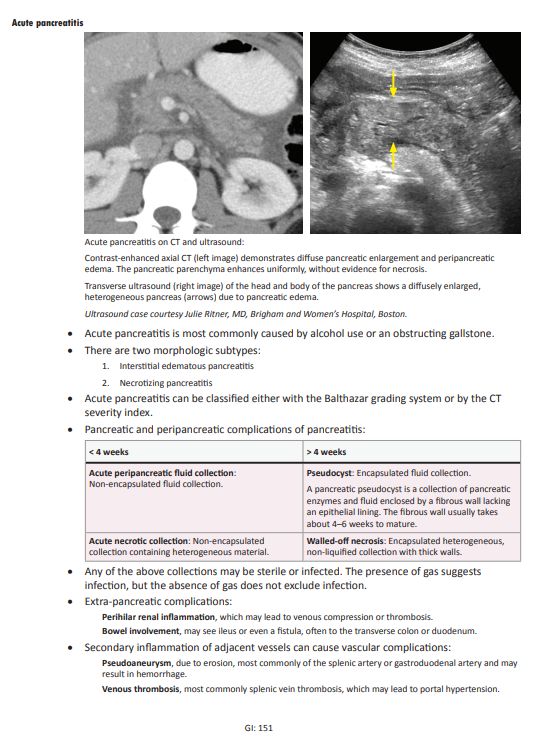 Acute pancreatitis
Acute pancreatitis on CT and ultrasound:
Contrast-enhanced axial CT (left image) demonstrates diffuse pancreatic enlargement and peripancreatic
edema. The pancreatic parenchyma enhances uniformly, without evidence for necrosis.
Transverse ultrasound (right image) of the head and body of the pancreas shows a diffusely enlarged,
heterogeneous pancreas (arrows) due to pancreatic edema.
Ultrasound case courtesy Julie Ritner, MD, Brigham and Women's Hospital, Boston.
• Acute pancreatitis is most commonly caused by alcohol use or an obstructing gallstone.
• There are two morphologic subtypes:
1. Interstitial edematous pancreatitis
2. Necrotizing pancreatitis
• Acute pancreatitis can be classified either with the Balthazar grading system or by the CT
severity index.
• Pancreatic and peripancreatic complications of pancreatitis:
< 4 weeks
> 4 weeks
Acute peripancreatic fluid collection:
Non-encapsulated fluid collection.
Pseudocyst: Encapsulated fluid collection.
A pancreatic pseudocyst is a collection of pancreatic
enzymes and fluid enclosed by a fibrous wall lacking
an epithelial lining. The fibrous wall usually takes
about 4–6 weeks to mature.
Acute necrotic collection: Non-encapsulated
collection containing heterogeneous material.
Walled-off necrosis: Encapsulated heterogeneous,
non-liquified collection with thick walls.
• Any of the above collections may be sterile or infected. The presence of gas suggests
infection, but the absence of gas does not exclude infection.
• Extra-pancreatic complications:
Perihilar renal inflammation, which may lead to venous compression or thrombosis.
Bowel involvement, may see ileus or even a fistula, often to the transverse colon or duodenum.
• Secondary inflammation of adjacent vessels can cause vascular complications:
Pseudoaneurysm, due to erosion, most commonly of the splenic artery or gastroduodenal artery and may
result in hemorrhage.
Venous thrombosis, most commonly splenic vein thrombosis, which may lead to portal hypertension.
GI: 151